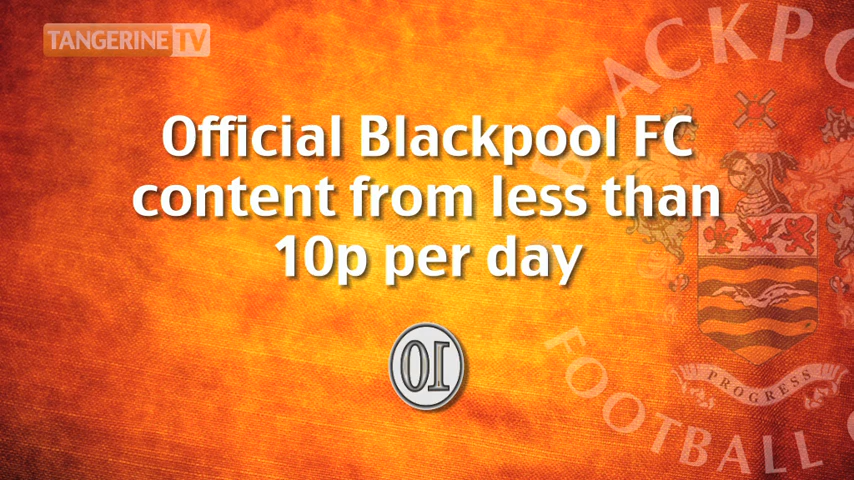 TANGERINE TV
BLACKPO
Official Blackpool FC
content from less than
10p per day
10
PROGRESS
FOOTBALL C